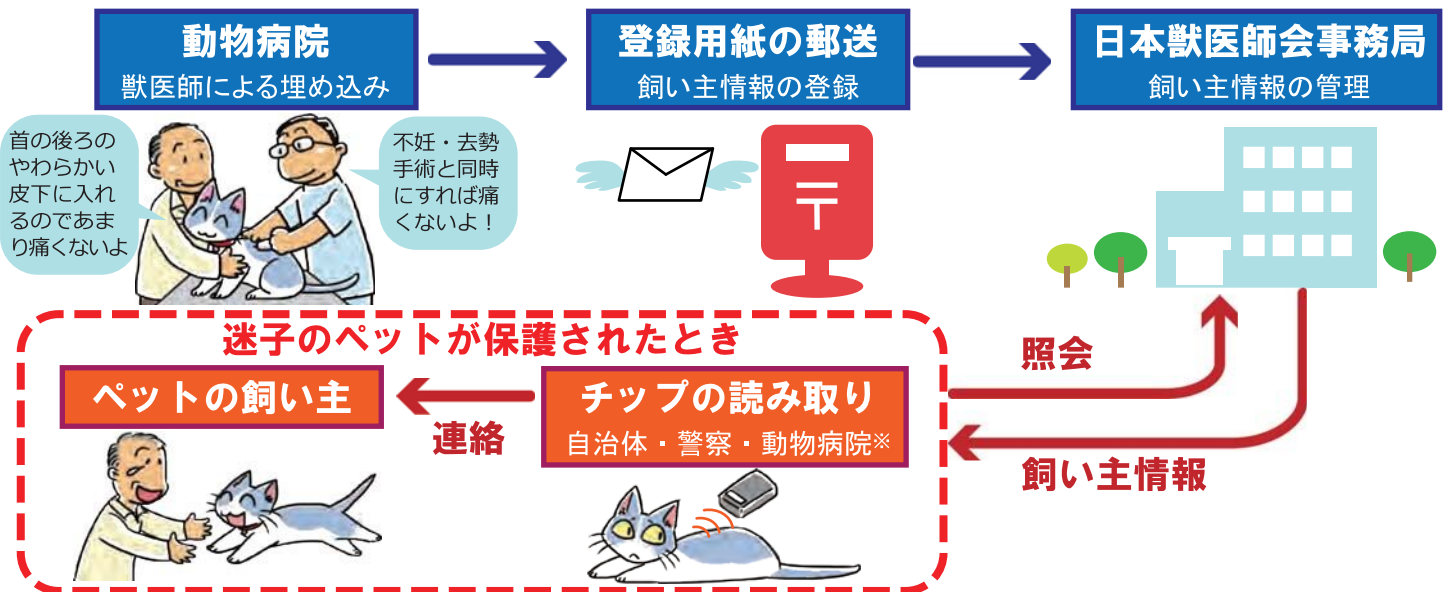 動物病院
獣医師による埋め込み
登録用紙の郵送
飼い主情報の登録
日本獣医師会事務局
飼い主情報の管理
首の後ろの
やわらかい
皮下に入れ
るのであま
り痛くないよ
不妊・去勢
手術と同時
にすれば痛
くないよ！
〒
迷子のペットが保護されたとき
ペットの飼い主
連絡
チップの読み取り
自治体・警察・動物病院※
照会
飼い主情報